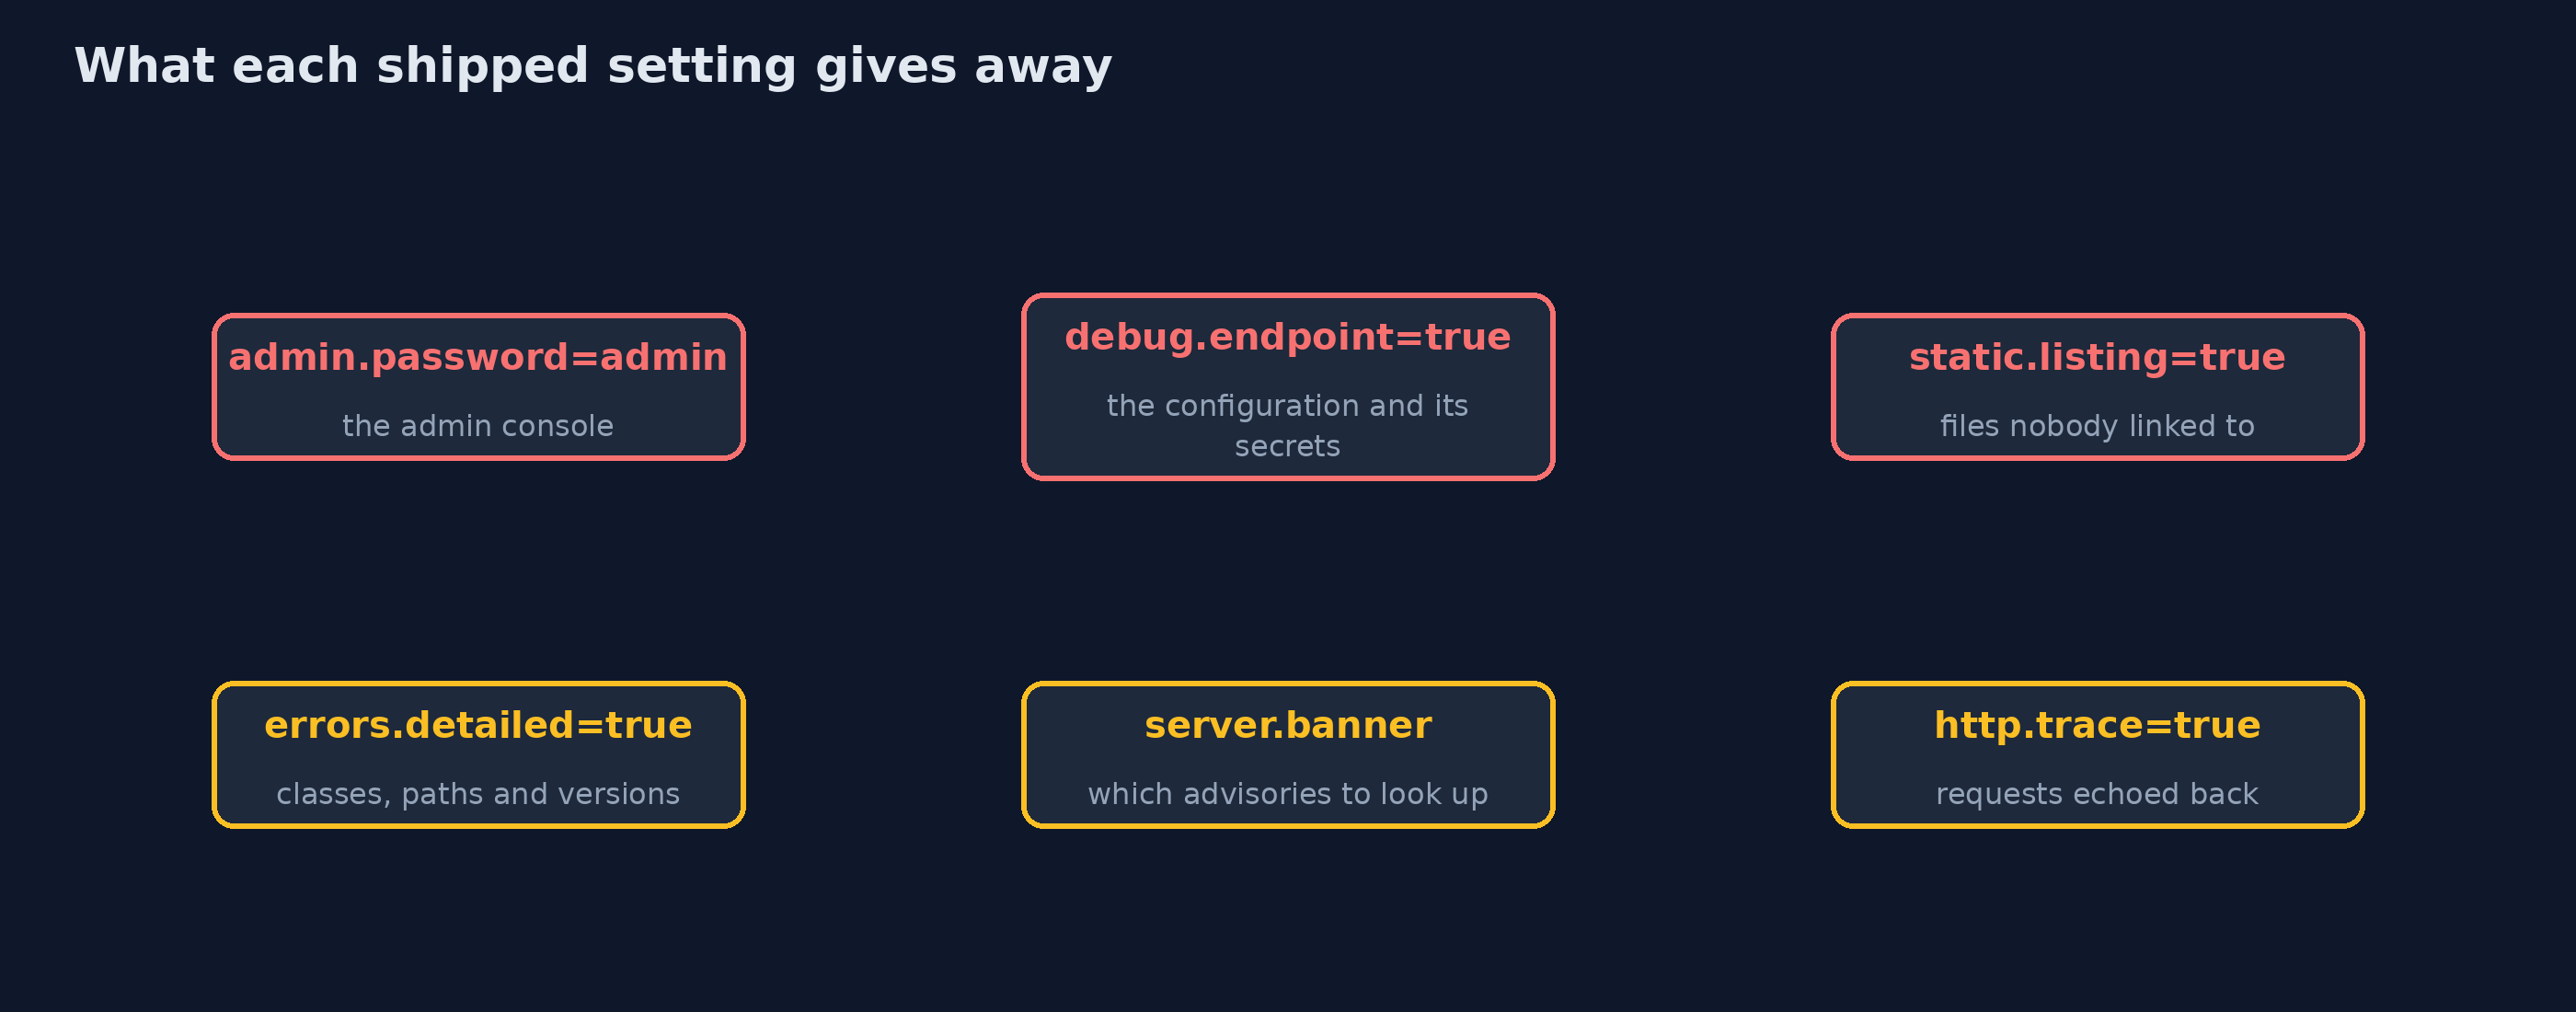 What each shipped setting gives away
admin.password=admin
the admin console
debug.endpoint=true
the configuration and its
secrets
static.listing=true
files nobody linked to
errors.detailed=true
classes, paths and versions
server.banner
which advisories to look up
http.trace=true
requests echoed back